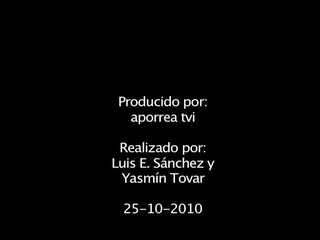 Producido por:
aporrea tvi
Realizado por:
Luis E. Sánchez y
Yasmín Tovar
25-10-2010